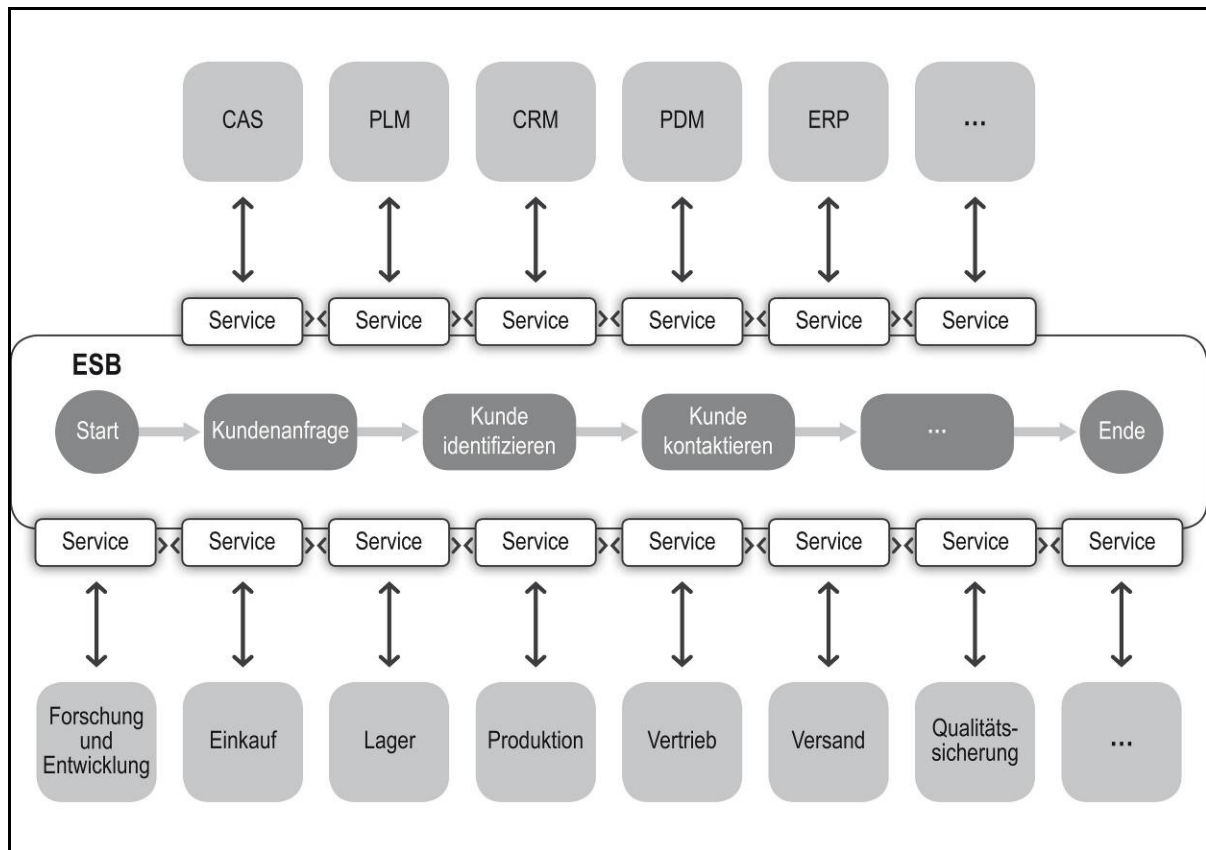 CAS
PLM
CRM
PDM
ERP
...
Service
Service
Service
Service
Service
Service
ESB
Start
Kundenanfrage
Kunde
identifizieren
Kunde
kontaktieren
...
Ende
Service
Service
Service
Service
Service
Service
Service
Service
Forschung
und
Entwicklung
Einkauf
Lager
Produktion
Vertrieb
Versand
Qualitäts-
sicherung
...